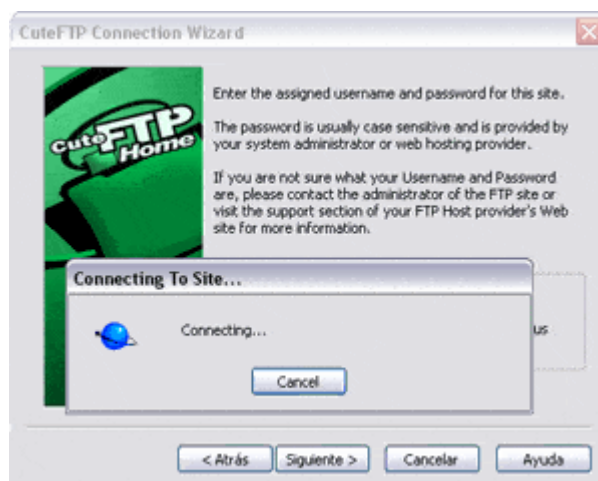 CuteFTP Connection Wizard
cuteFTP
Home
Enter the assigned username and password for this site.
The password is usually case sensitive and is provided by
your system administrator or web hosting provider.
If you are not sure what your Username and Password
are, please contact the administrator of the FTP site or
visit the support section of your FTP Host provider's Web
site for more information.
Connecting To Site...
Connecting...
us
Cancel
< Atrás Siguiente > Cancelar Ayuda